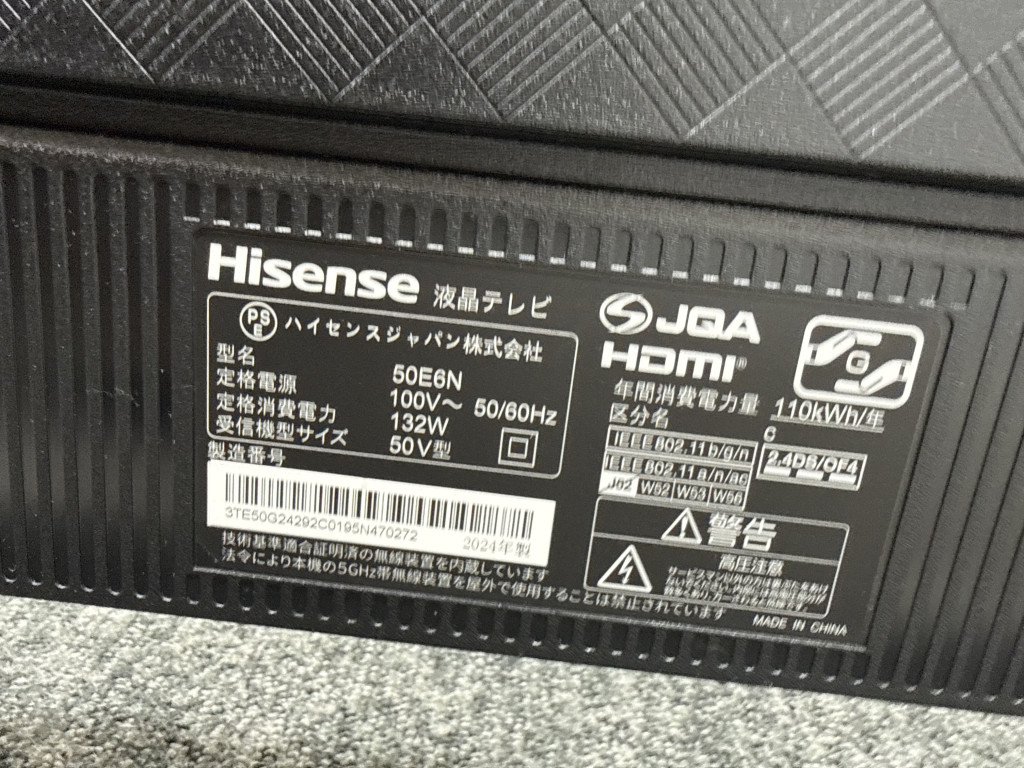 Hisense 液晶テレビ
PS
E
ハイセンスジャパン株式会社
型名 50E6N
定格電源 100V～ 50/60Hz
定格消費電力 132W
受信機型サイズ 50V型
製造番号
3TE50G24292C0195N470272
2024年製
技術基準適合証明済の無線装置を内蔵しています
法令により本機の5GHz帯無線装置を屋外で使用することは禁止されています
JQA
HDMI®
G
年間消費電力量 110kWh/年
区分名 6
IEEE802.11b/g/n
2.4DS/OF4
IEEE802.11a/n/ac
J52 W52 W53 W56
警告
高圧注意
MADE IN CHINA